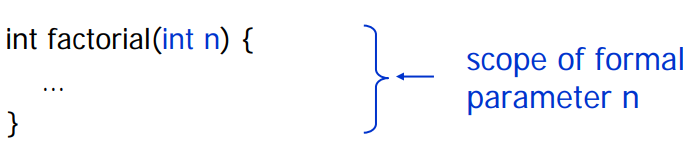 int factorial(int n) {
...
}
scope of formal
parameter n